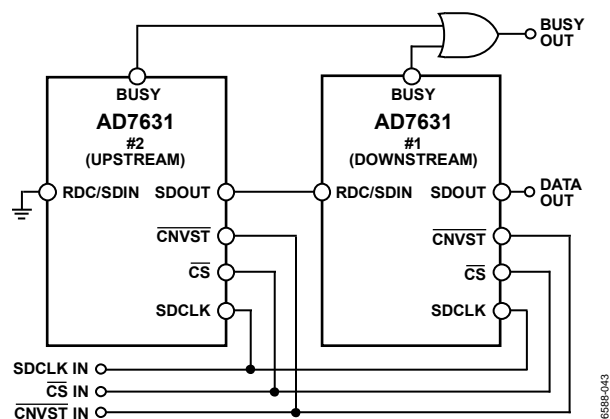 BUSY
OUT
BUSY
AD7631
#2
(UPSTREAM)
RDC/SDIN
SDOUT
CNVST
CS
SDCLK
BUSY
AD7631
#1
(DOWNSTREAM)
RDC/SDIN
SDOUT
DATA
OUT
CNVST
CS
SDCLK
SDCLK IN
CS IN
CNVST IN
6588-043